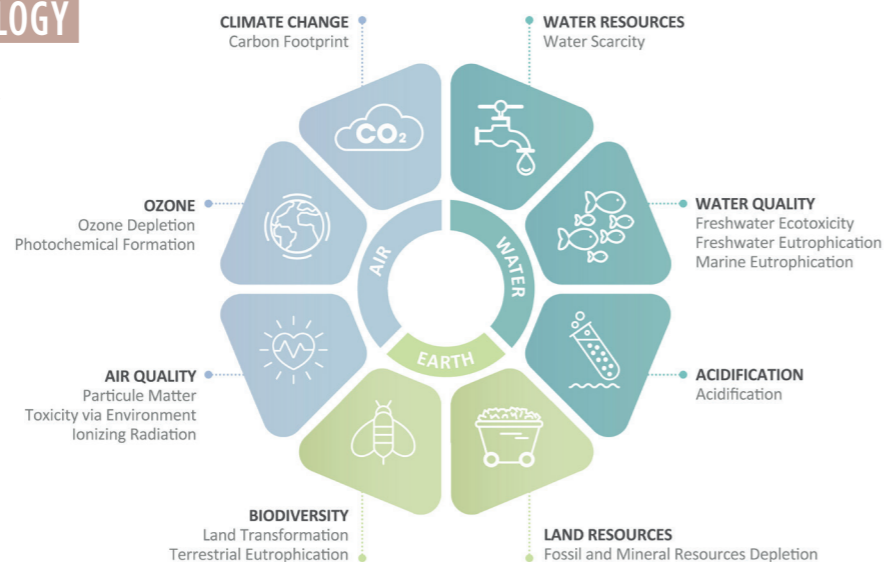 LOGY
CLIMATE CHANGE
Carbon Footprint
WATER RESOURCES
Water Scarcity
CO₂
OZONE
Ozone Depletion
Photochemical Formation
WATER QUALITY
Freshwater Ecotoxicity
Freshwater Eutrophication
Marine Eutrophication
AIR
WATER
EARTH
AIR QUALITY
Particule Matter
Toxicity via Environment
Ionizing Radiation
ACIDIFICATION
Acidification
BIODIVERSITY
Land Transformation
Terrestrial Eutrophication
LAND RESOURCES
Fossil and Mineral Resources Depletion